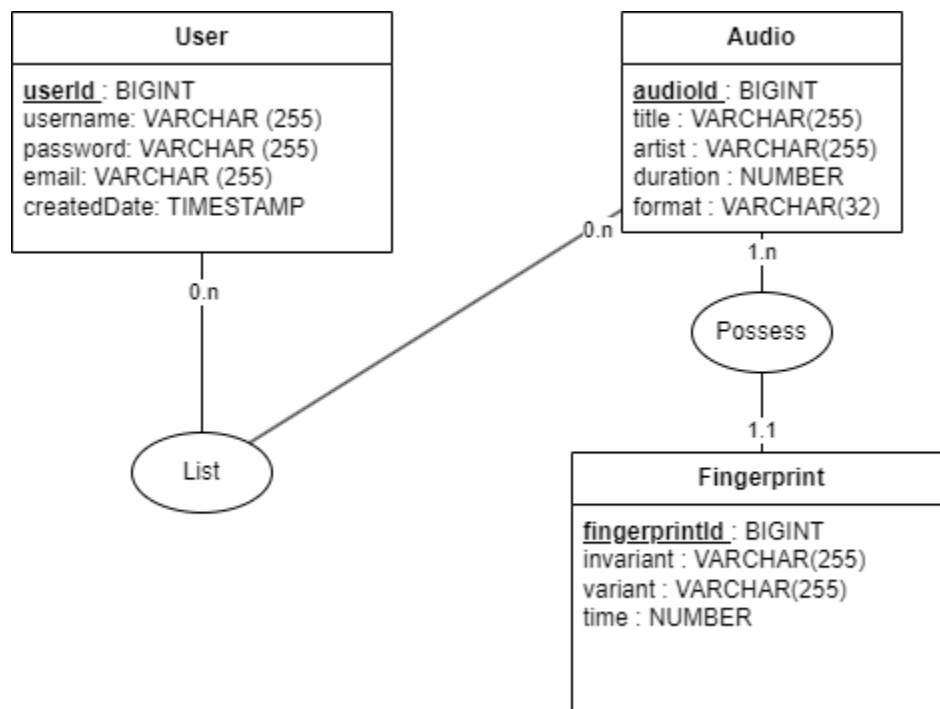 User
userId : BIGINT
username: VARCHAR (255)
password: VARCHAR (255)
email: VARCHAR (255)
createdDate: TIMESTAMP
Audio
audioId : BIGINT
title : VARCHAR(255)
artist : VARCHAR(255)
duration : NUMBER
format : VARCHAR(32)
0.n
0.n
1.n
Possess
1.1
List
Fingerprint
fingerprintId : BIGINT
invariant : VARCHAR(255)
variant : VARCHAR(255)
time : NUMBER